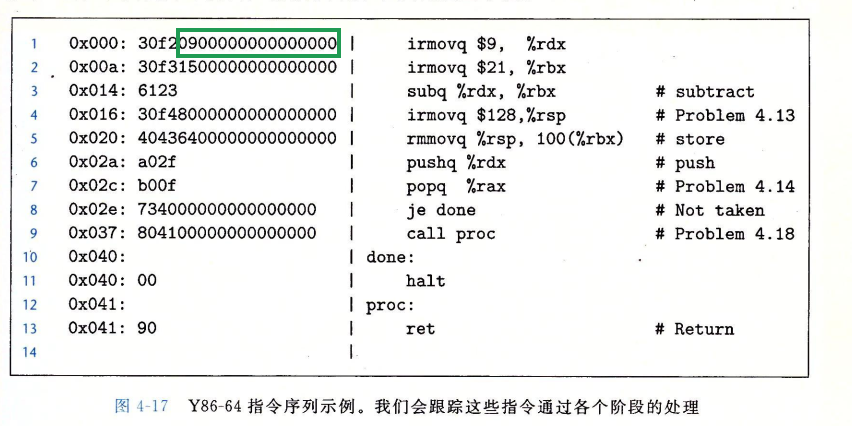 1 0x000: 30f20900000000000000 | irmovq $9, %rdx
2 0x00a: 30f31500000000000000 | irmovq $21, %rbx
3 0x014: 6123 | subq %rdx, %rbx # subtract
4 0x016: 30f48000000000000000 | irmovq $128,%rsp # Problem 4.13
5 0x020: 40436400000000000000 | rmmovq %rsp, 100(%rbx) # store
6 0x02a: a02f | pushq %rdx # push
7 0x02c: b00f | popq %rax # Problem 4.14
8 0x02e: 734000000000000000 | je done # Not taken
9 0x037: 804100000000000000 | call proc # Problem 4.18
10 0x040: | done:
11 0x040: 00 | halt
12 0x041: | proc:
13 0x041: 90 | ret # Return
14 |
图 4-17 Y86-64 指令序列示例。我们会跟踪这些指令通过各个阶段的处理